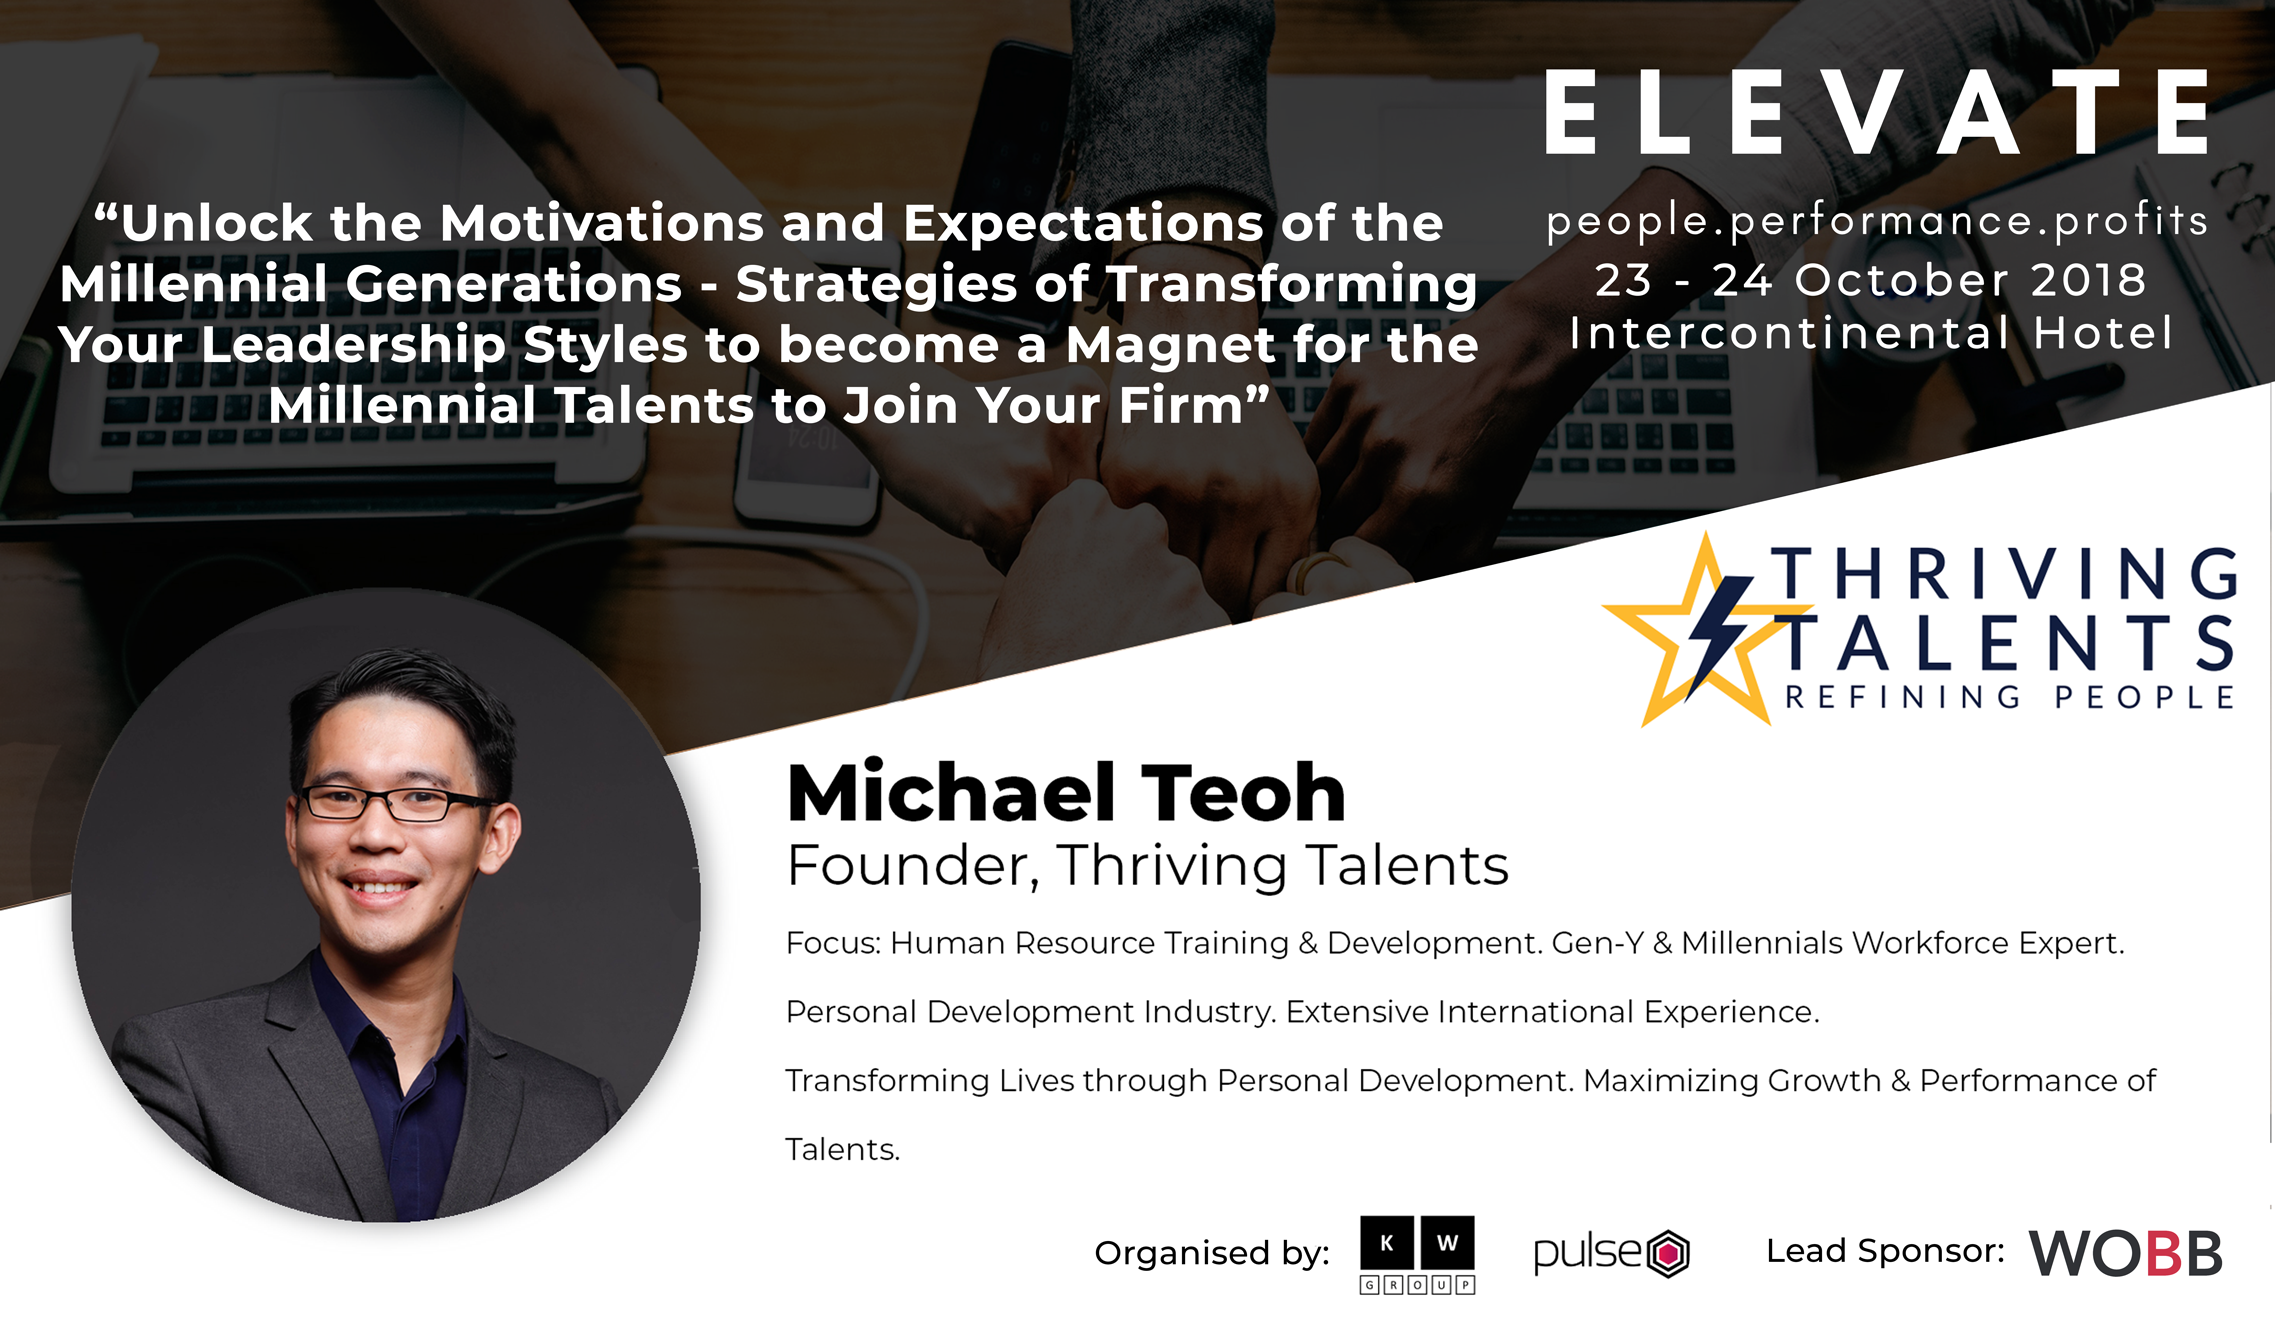 ELEVATE
people.performance.profits
23 - 24 October 2018
Intercontinental Hotel
“Unlock the Motivations and Expectations of the
Millennial Generations - Strategies of Transforming
Your Leadership Styles to become a Magnet for the
Millennial Talents to Join Your Firm”
10:24
THRIVING
TALENTS
REFINING PEOPLE
Michael Teoh
Founder, Thriving Talents
Focus: Human Resource Training & Development. Gen-Y & Millennials Workforce Expert.
Personal Development Industry. Extensive International Experience.
Transforming Lives through Personal Development. Maximizing Growth & Performance of
Talents.
Organised by:
K W
GROUP
pulse
Lead Sponsor:
WOBB